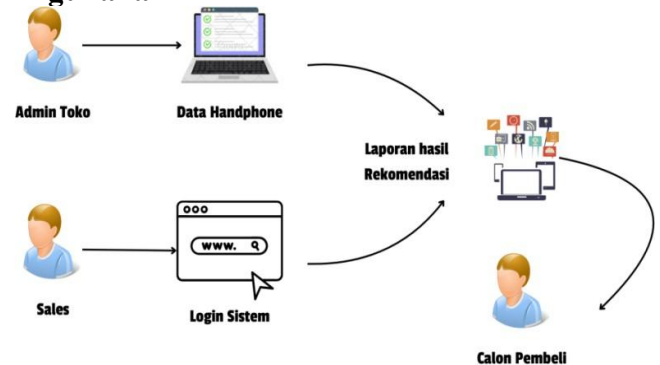 Admin Toko
Data Handphone
Laporan hasil
Rekomendasi
www.
Sales
Login Sistem
Calon Pembeli